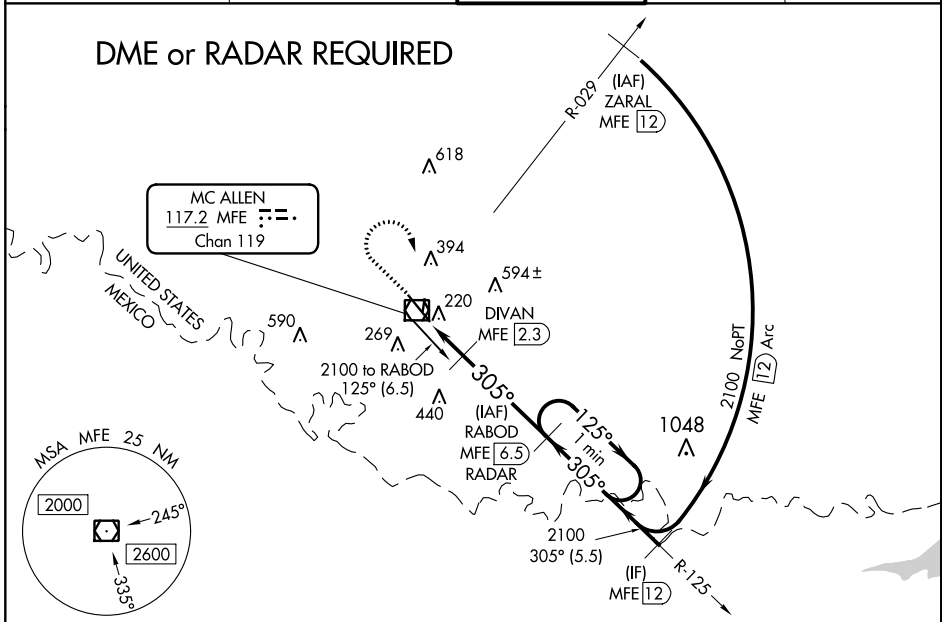 DME or RADAR REQUIRED
R-029
(IAF)
ZARAL
MFE 12
618
MC ALLEN
117.2 MFE
Chan 119
394
594±
UNITED STATES
MEXICO
220
DIVAN
MFE 2.3
590
269
2100 to RABOD
125° (6.5)
305°
2100 NoPT
MFE 12 Arc
440
(IAF)
RABOD
MFE 6.5
RADAR
125°
1 min
305°
1048
MSA MFE 25 NM
2000
245°
2600
335°
2100
305° (5.5)
(IF)
MFE 12
R-125